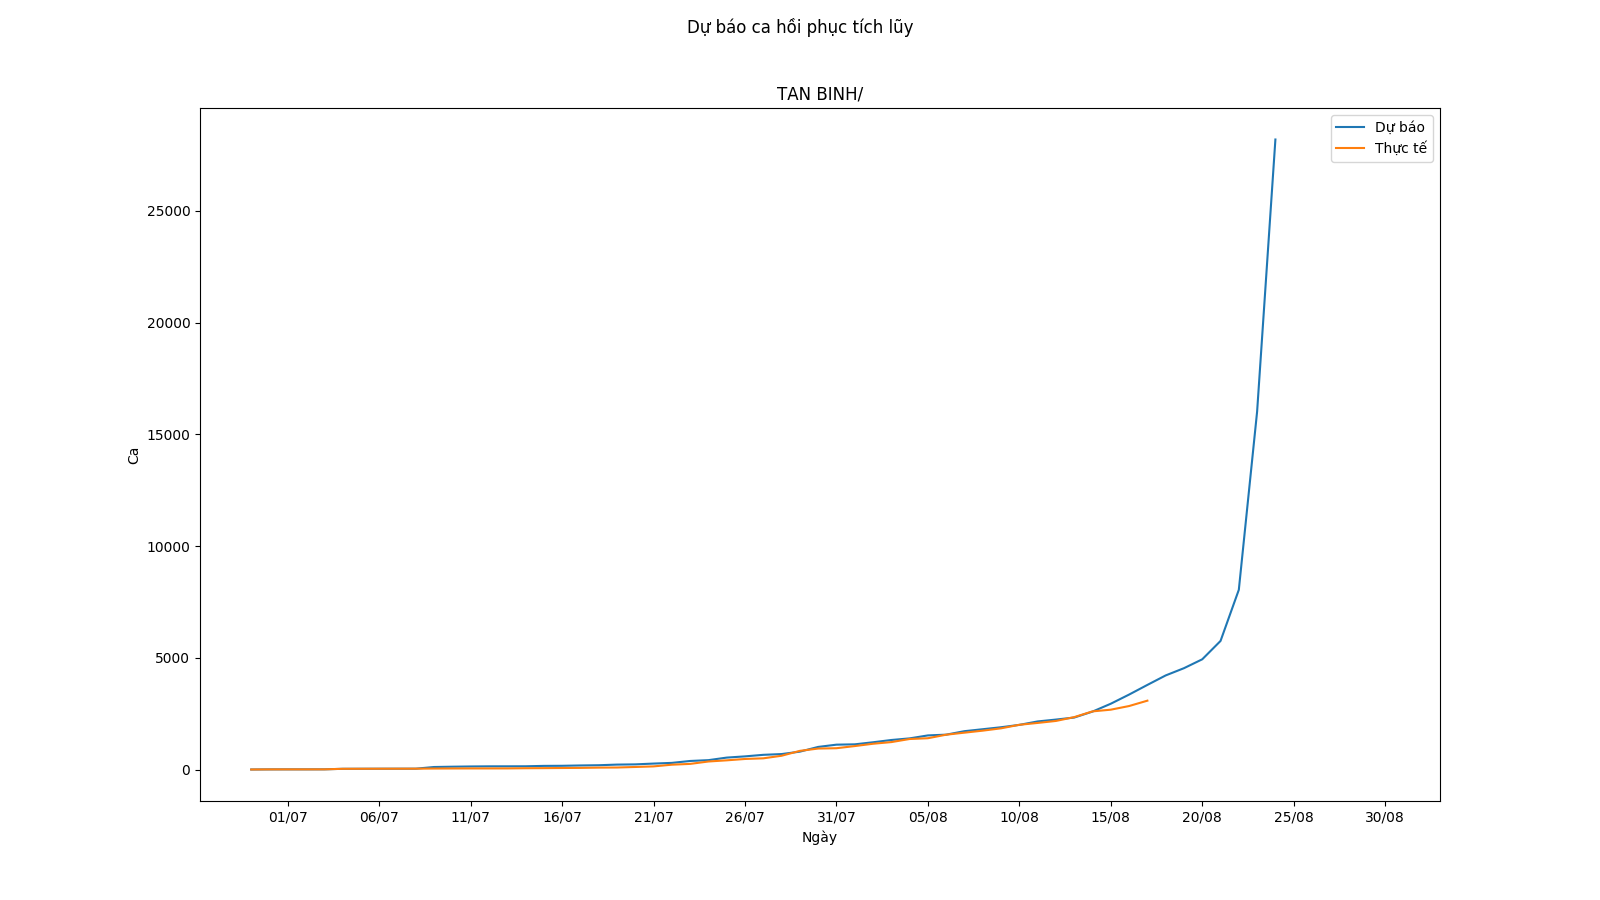 Dự báo ca hồi phục tích lũy
TAN BINH/
Dự báo
Thực tế
25000
20000
15000
10000
5000
0
Ca
01/07 06/07 11/07 16/07 21/07 26/07 31/07 05/08 10/08 15/08 20/08 25/08 30/08
Ngày